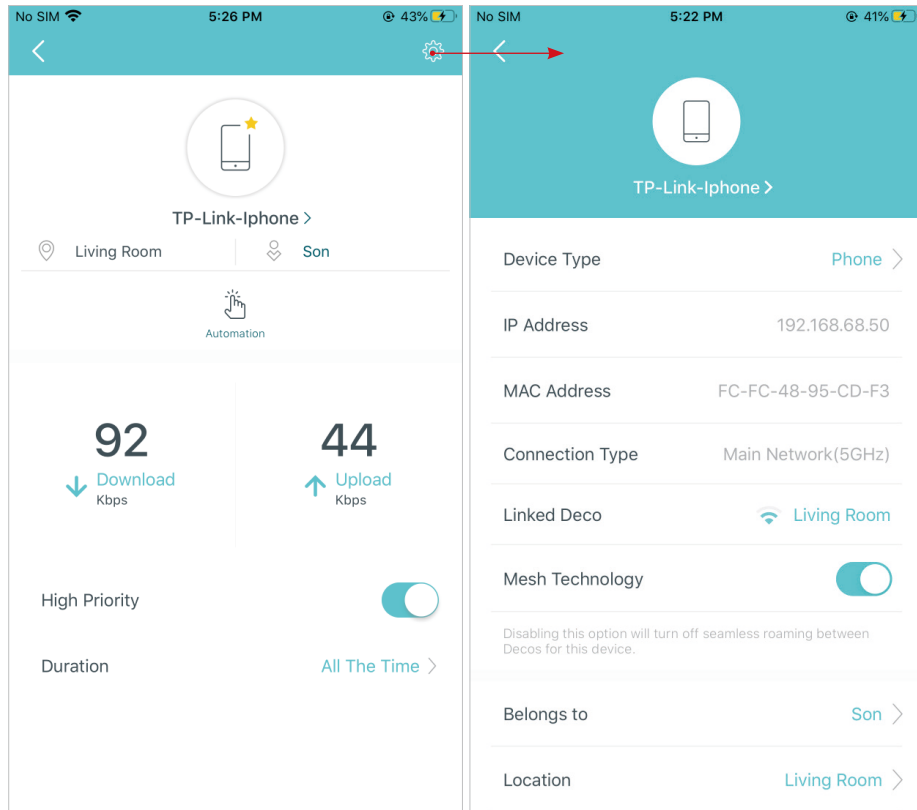 No SIM 5:26 PM 43%
TP-Link-Iphone >
Living Room Son
Automation
92 44
Download Upload
Kbps Kbps
High Priority
Duration All The Time >
No SIM 5:22 PM 41%
TP-Link-Iphone >
Device Type Phone >
IP Address 192.168.68.50
MAC Address FC-FC-48-95-CD-F3
Connection Type Main Network(5GHz)
Linked Deco Living Room
Mesh Technology
Disabling this option will turn off seamless roaming between
Decos for this device.
Belongs to Son >
Location Living Room >